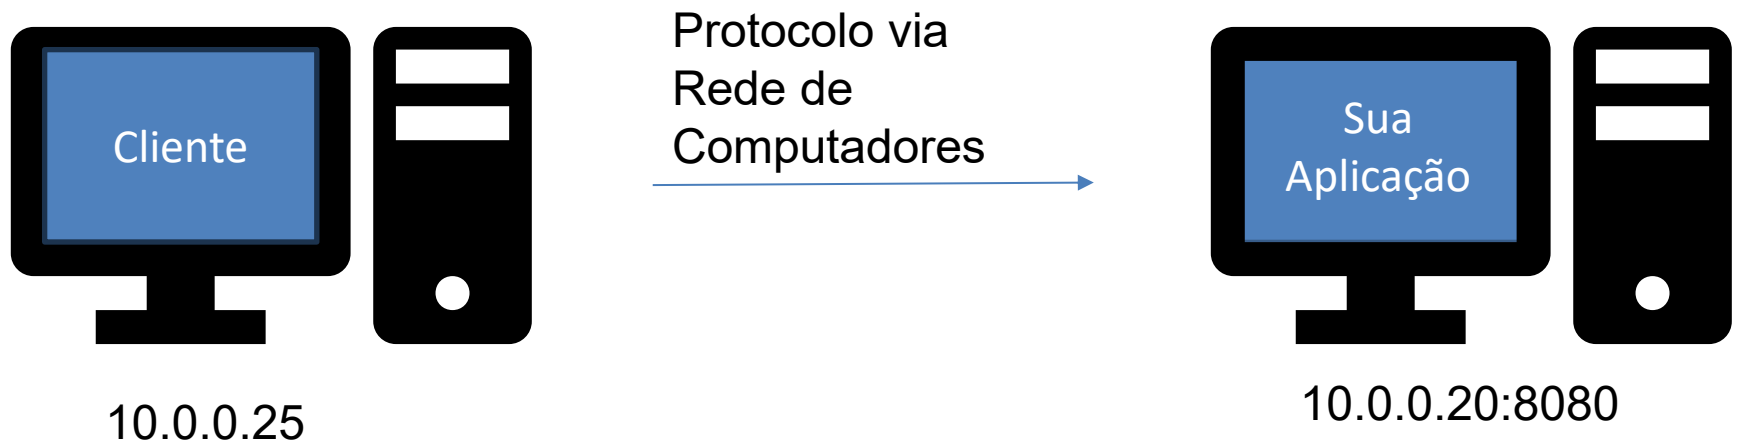 Cliente
Protocolo via
Rede de
Computadores
Sua
Aplicação
10.0.0.25
10.0.0.20:8080